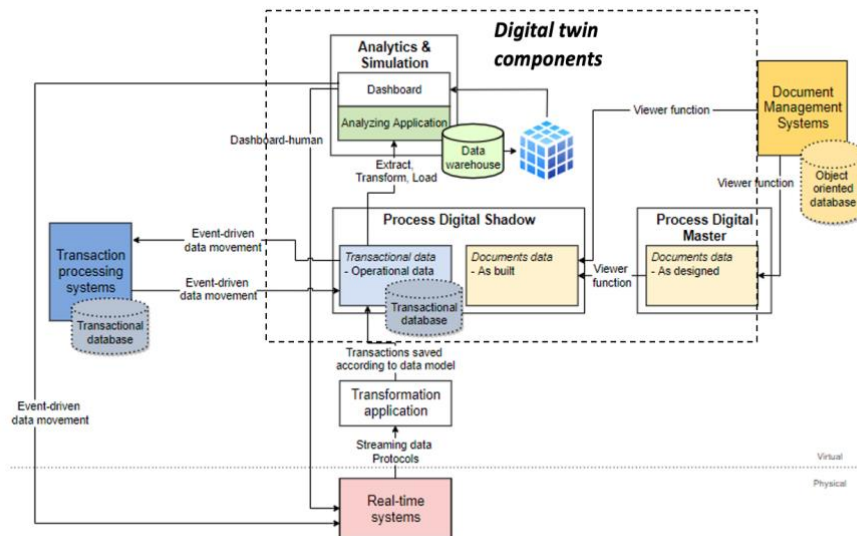 Digital twin
components
Analytics &
Simulation
Dashboard
Analyzing Application
Data
warehouse
Document
Management
Systems
Object
oriented
database
Viewer function
Viewer function
Dashboard-human
Extract,
Transform, Load
Process Digital Shadow
Process Digital
Master
Transactional data
- Operational data
Documents data
- As built
Documents data
- As designed
Viewer
function
Transactional
database
Event-driven
data movement
Event-driven
data movement
Transaction
processing
systems
Transactional
database
Transactions saved
according to data model
Transformation
application
Event-driven
data movement
Streaming data
Protocols
Virtual
Physical
Real-time
systems